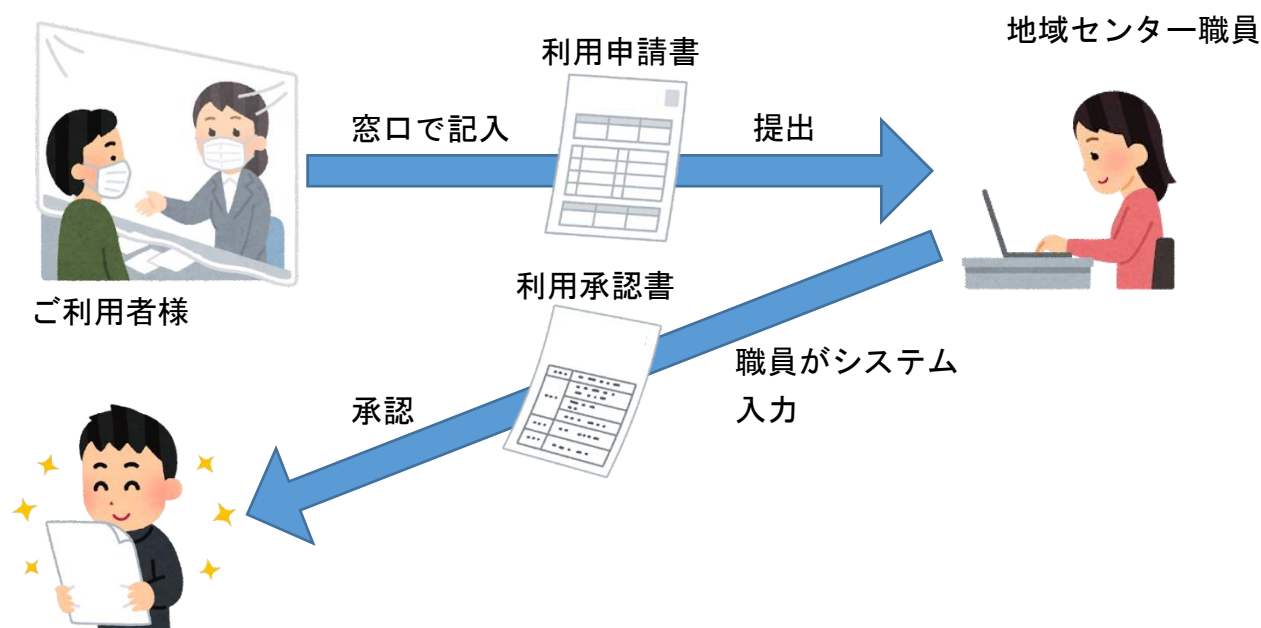 地域センター職員
利用申請書
窓口で記入
提出
ご利用者様
利用承認書
職員がシステム
入力
承認